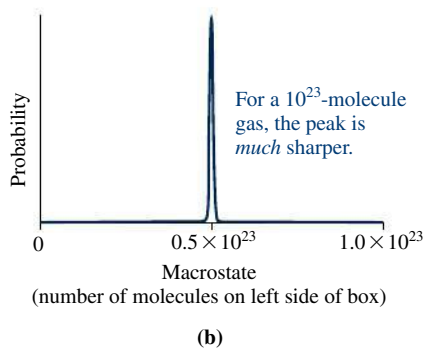 Probability
For a 10²³-molecule
gas, the peak is
much sharper.
0
0.5 × 10²³
1.0 × 10²³
Macrostate
(number of molecules on left side of box)
(b)